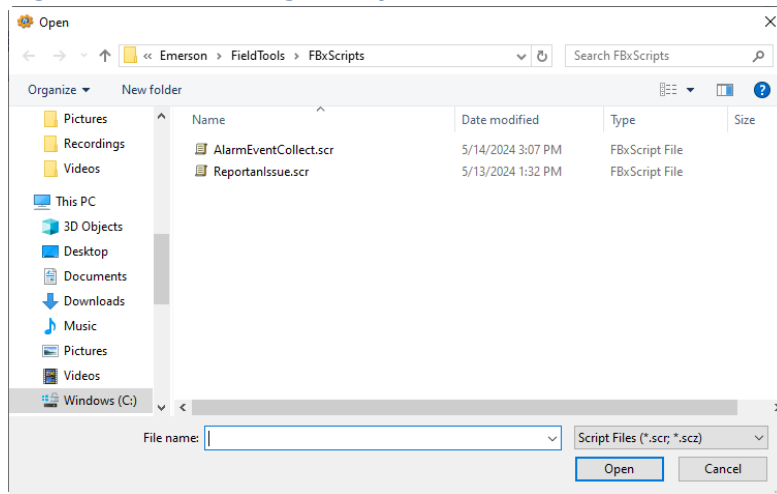 Open
« Emerson › FieldTools › FBxScripts
Search FBxScripts
Organize
New folder
Name
Date modified
Type
Size
Pictures
Recordings
Videos
This PC
3D Objects
Desktop
Documents
Downloads
Music
Pictures
Videos
Windows (C:)
AlarmEventCollect.scr 5/14/2024 3:07 PM FBxScript File
ReportanIssue.scr 5/13/2024 1:32 PM FBxScript File
File name:
Script Files (*.scr; *.scz)
Open
Cancel